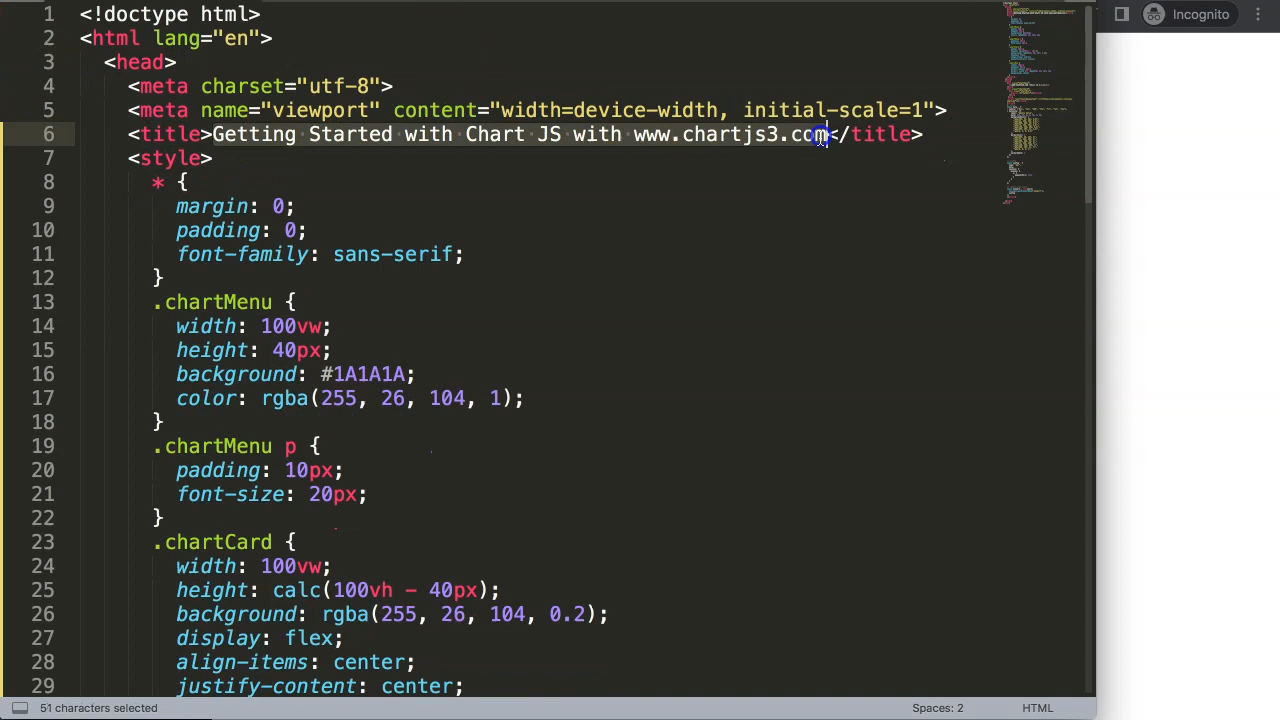 1 <!doctype html>
Incognito
2 <html lang="en">
3 <head>
4 <meta charset="utf-8">
5 <meta name="viewport" content="width=device-width, initial-scale=1">
6 <title>Getting Started with Chart JS with www.chartjs3.com</title>
7 <style>
8 * {
9 margin: 0;
10 padding: 0;
11 font-family: sans-serif;
12 }
13 .chartMenu {
14 width: 100vw;
15 height: 40px;
16 background: #1A1A1A;
17 color: rgba(255, 26, 104, 1);
18 }
19 .chartMenu p {
20 padding: 10px;
21 font-size: 20px;
22 }
23 .chartCard {
24 width: 100vw;
25 height: calc(100vh - 40px);
26 background: rgba(255, 26, 104, 0.2);
27 display: flex;
28 align-items: center;
29 justify-content: center;
51 characters selected Spaces: 2 HTML